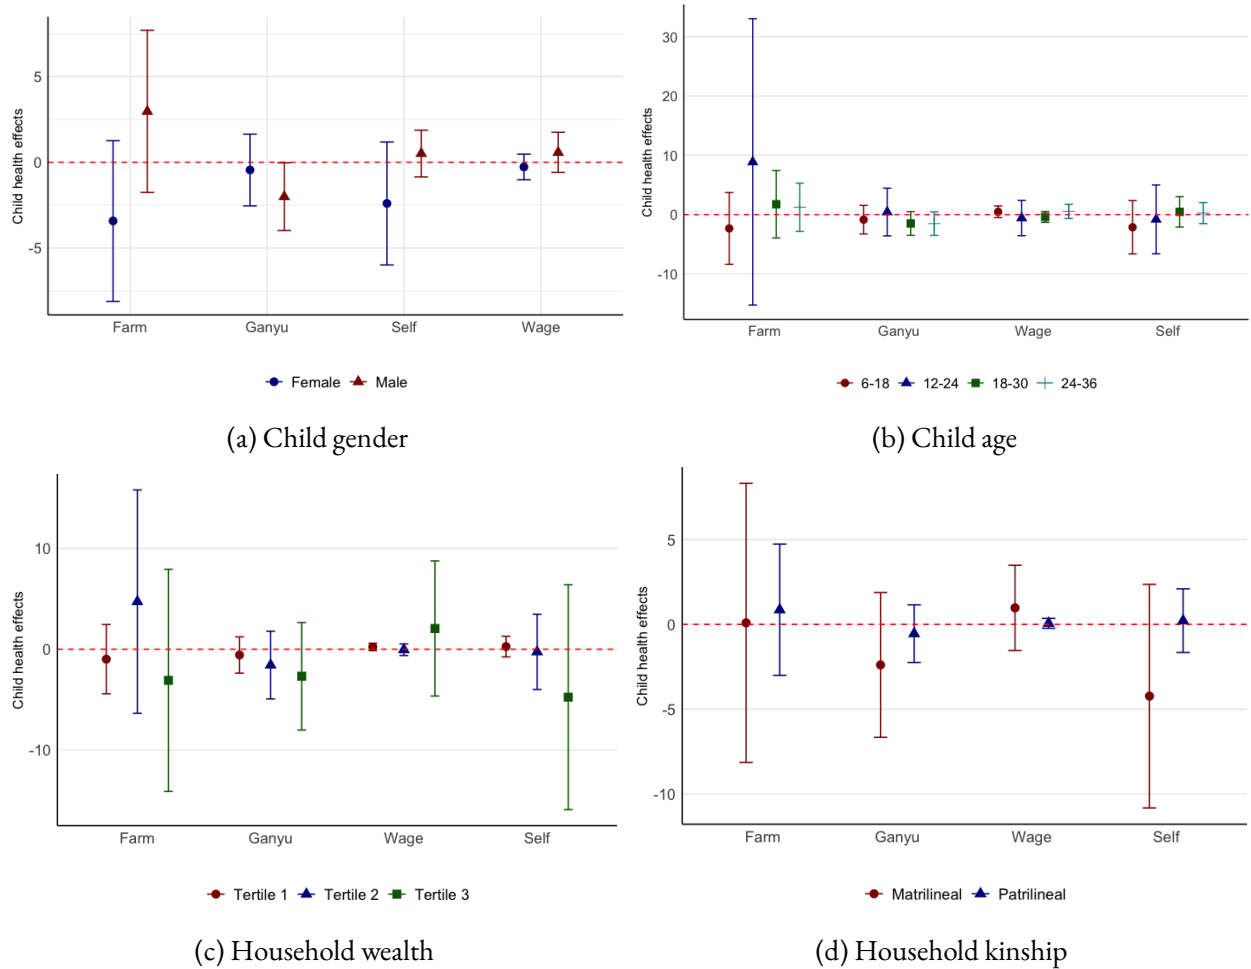 Child health effects
5
0
-5
Farm Ganyu Self Wage
Female Male
(a) Child gender
Child health effects
30
20
10
0
-10
Farm Ganyu Wage Self
6-18 12-24 18-30 24-36
(b) Child age
Child health effects
10
0
-10
Farm Ganyu Wage Self
Tertile 1 Tertile 2 Tertile 3
(c) Household wealth
Child health effects
5
0
-5
-10
Farm Ganyu Wage Self
Matrilineal Patrilineal
(d) Household kinship